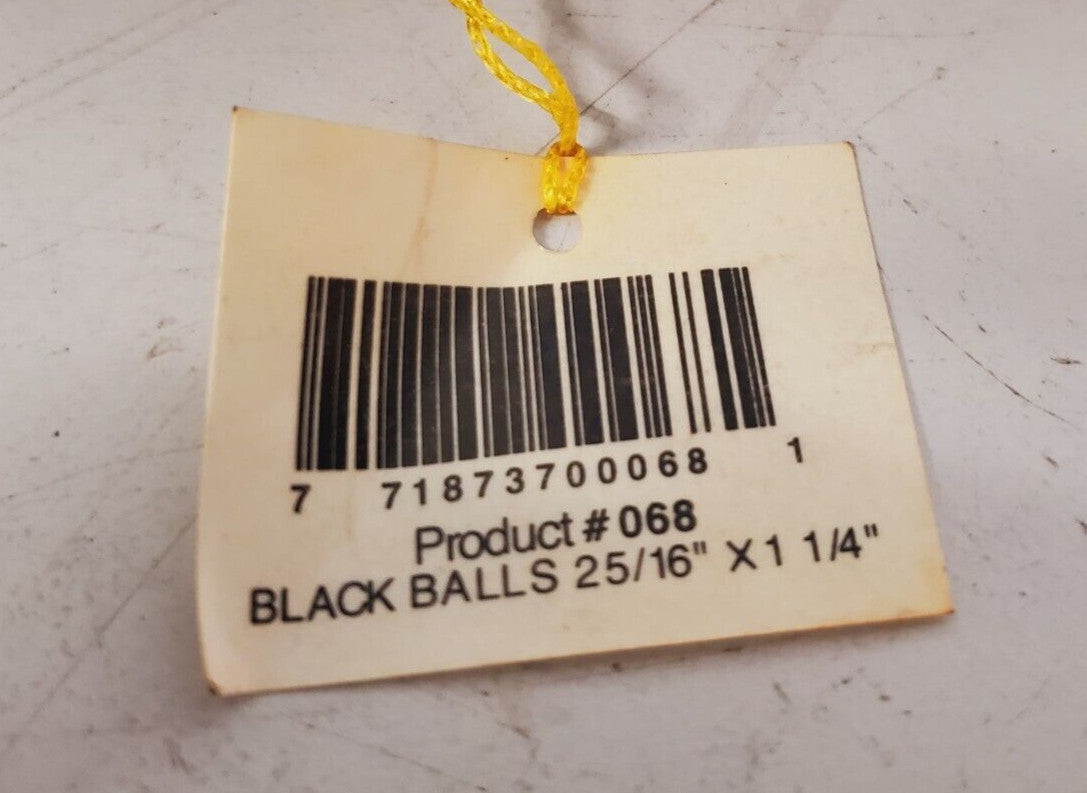 7 71873700068 1
Product # 068
BLACK BALLS 25/16" X 1 1/4"